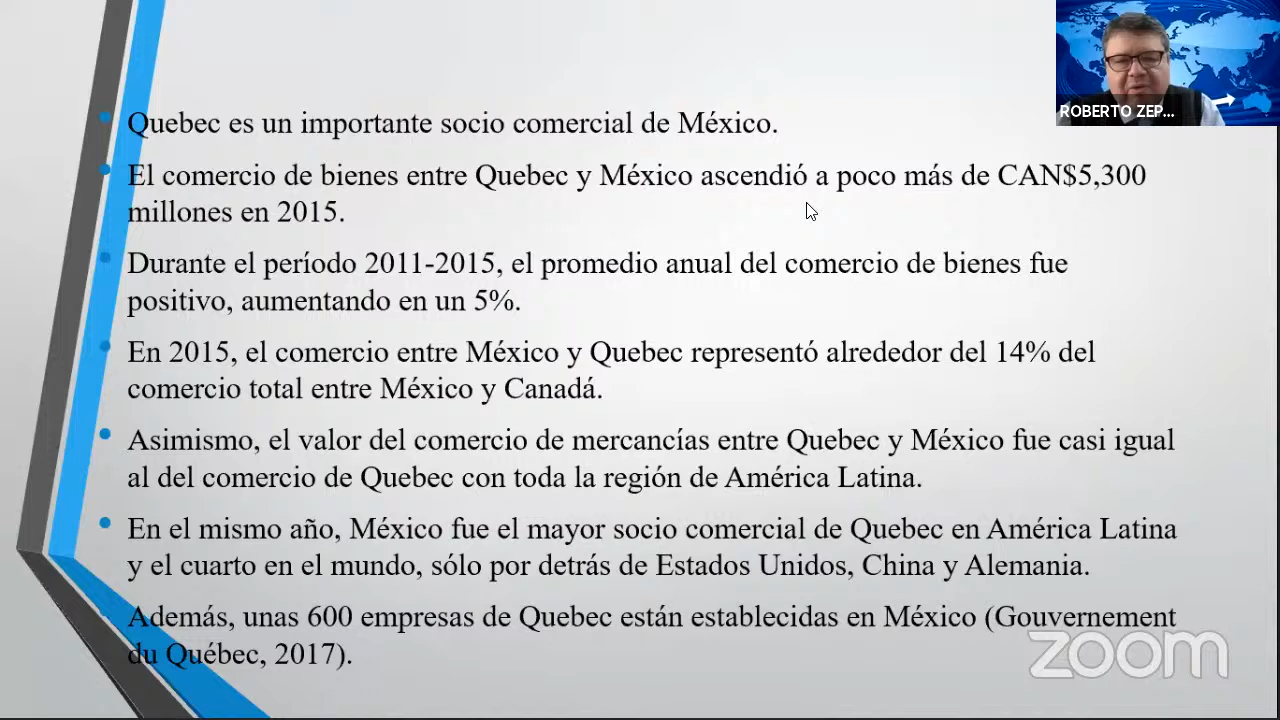 ROBERTO ZEP...
Quebec es un importante socio comercial de México.
El comercio de bienes entre Quebec y México ascendió a poco más de CAN$5,300
millones en 2015.
Durante el período 2011-2015, el promedio anual del comercio de bienes fue
positivo, aumentando en un 5%.
En 2015, el comercio entre México y Quebec representó alrededor del 14% del
comercio total entre México y Canadá.
Asimismo, el valor del comercio de mercancías entre Quebec y México fue casi igual
al del comercio de Quebec con toda la región de América Latina.
En el mismo año, México fue el mayor socio comercial de Quebec en América Latina
y el cuarto en el mundo, sólo por detrás de Estados Unidos, China y Alemania.
Además, unas 600 empresas de Quebec están establecidas en México (Gouvernement
du Québec, 2017).
zoom